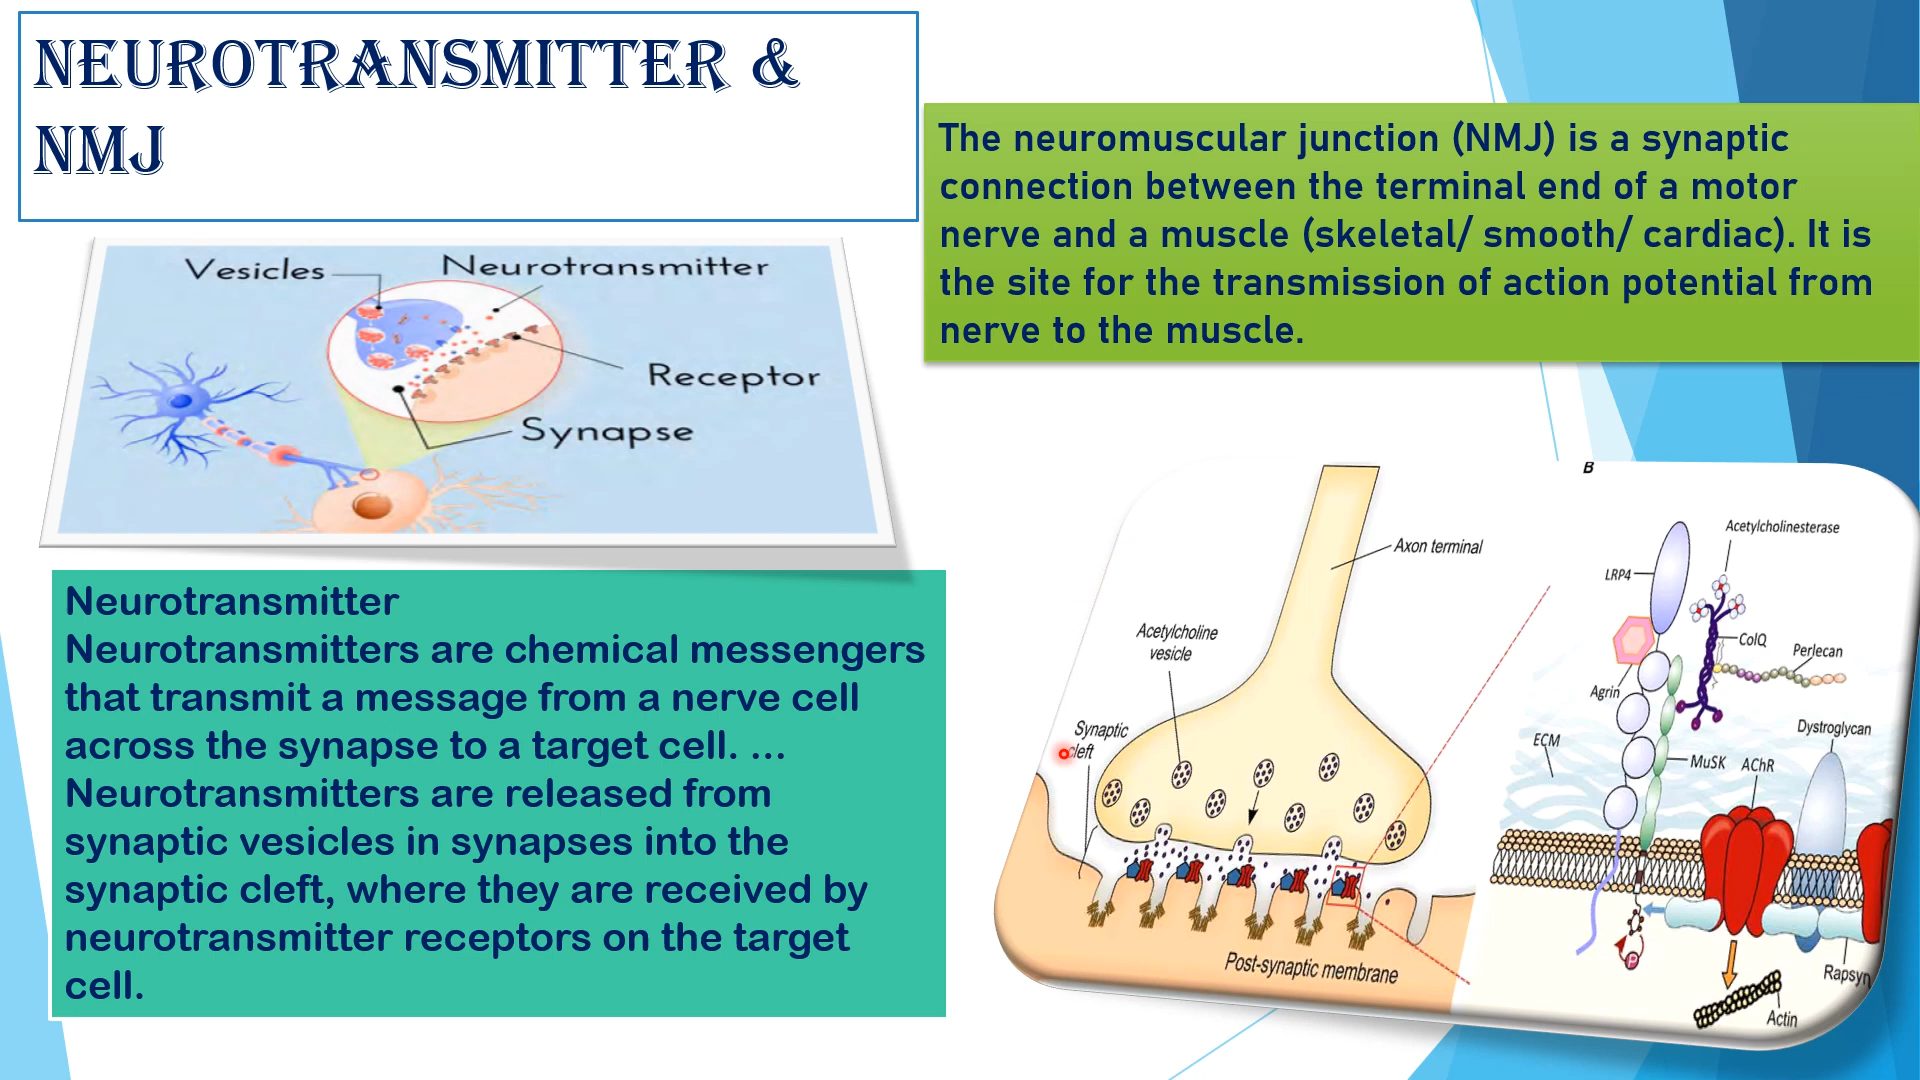 NEUROTRANSMITTER &
NMJ
The neuromuscular junction (NMJ) is a synaptic
connection between the terminal end of a motor
nerve and a muscle (skeletal/ smooth/ cardiac). It is
the site for the transmission of action potential from
nerve to the muscle.
Vesicles
Neurotransmitter
Receptor
Synapse
Neurotransmitter
Neurotransmitters are chemical messengers
that transmit a message from a nerve cell
across the synapse to a target cell. ...
Neurotransmitters are released from
synaptic vesicles in synapses into the
synaptic cleft, where they are received by
neurotransmitter receptors on the target
cell.
Axon terminal
Acetylcholine
vesicle
Synaptic
cleft
Post-synaptic membrane
B
Acetylcholinesterase
LRP4
ColQ
Perlecan
Agrin
Dystroglycan
ECM
MuSK
AChR
P
Rapsyn
Actin